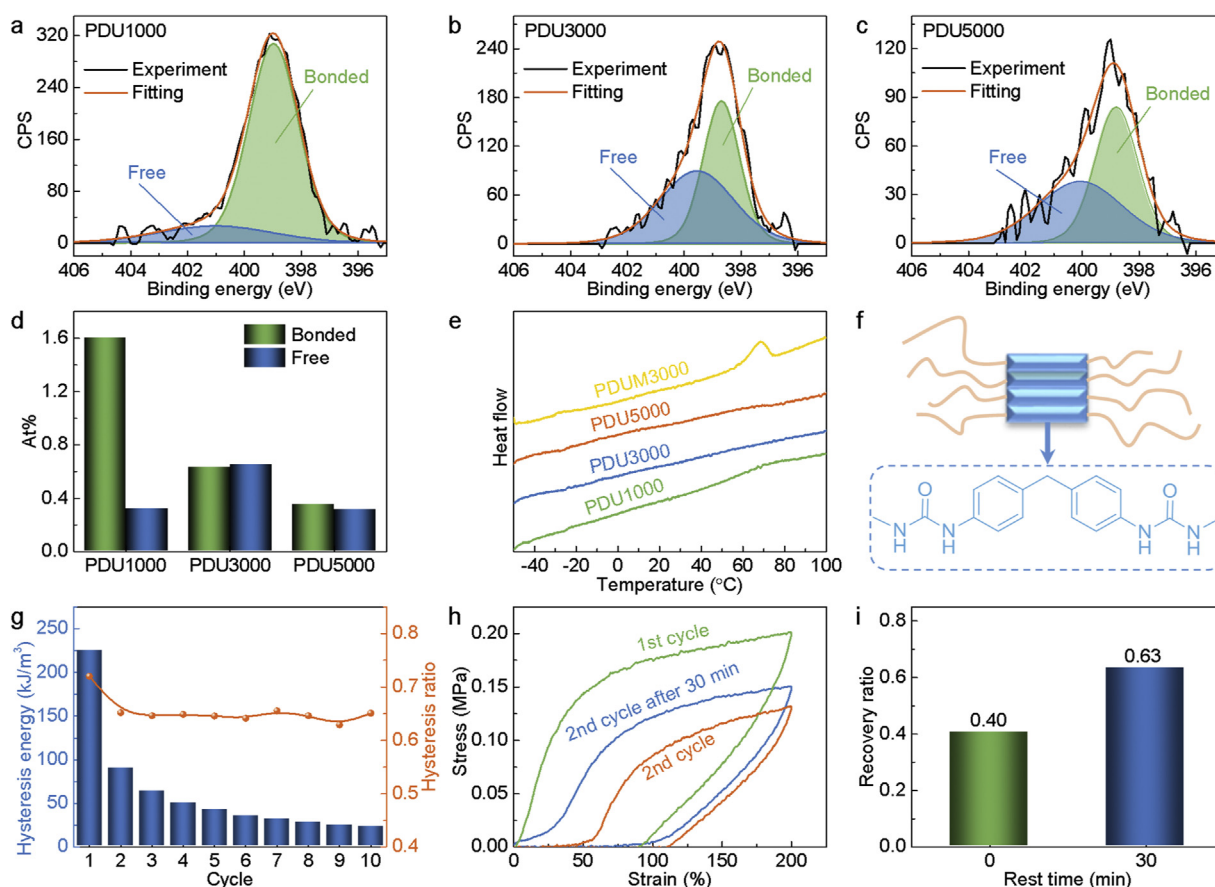 a
PDU1000
320
240
160
80
0
CPS
Experiment
Fitting
Bonded
Free
406 404 402 400 398 396
Binding energy (eV)
b
PDU3000
240
180
120
60
0
CPS
Experiment
Fitting
Bonded
Free
406 404 402 400 398 396
Binding energy (eV)
c
PDU5000
120
90
60
30
0
CPS
Experiment
Fitting
Bonded
Free
406 404 402 400 398 396
Binding energy (eV)
d
1.6
1.2
0.8
0.4
0.0
At%
Bonded
Free
PDU1000 PDU3000 PDU5000
e
Heat flow
PDUM3000
PDU5000
PDU3000
PDU1000
-40 -20 0 20 40 60 80 100
Temperature (°C)
f
O
O
N
H
N
H
N
H
N
H
g
250
200
150
100
50
0
Hysteresis energy (kJ/m³)
0.8
0.7
0.6
0.5
0.4
Hysteresis ratio
1 2 3 4 5 6 7 8 9 10
Cycle
h
0.20
0.15
0.10
0.05
0.00
Stress (MPa)
1st cycle
2nd cycle after 30 min
2nd cycle
0 50 100 150 200
Strain (%)
i
0.8
0.6
0.4
0.2
0.0
Recovery ratio
0.40
0.63
0 30
Rest time (min)